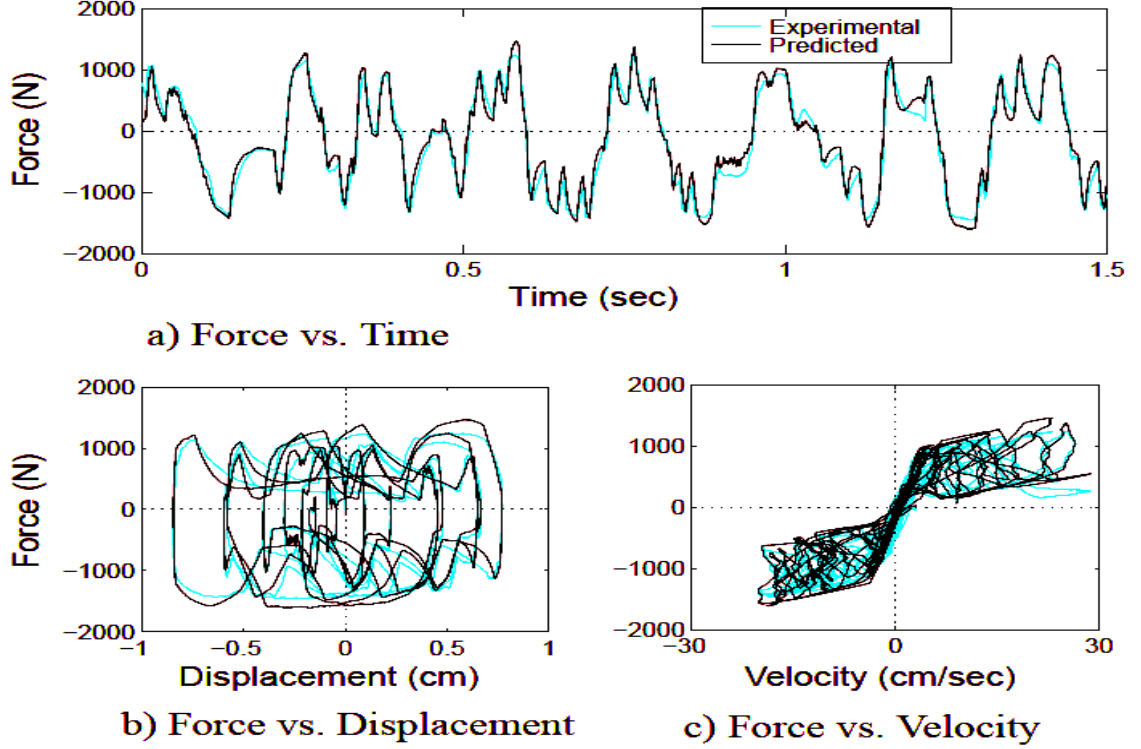 2000
1000
0
−1000
−2000
Force (N)
Experimental
Predicted
0
0.5
1
1.5
Time (sec)
a) Force vs. Time
2000
1000
0
−1000
−2000
Force (N)
−1
−0.5
0
0.5
1
Displacement (cm)
b) Force vs. Displacement
2000
1000
0
−1000
−2000
−30
0
30
Velocity (cm/sec)
c) Force vs. Velocity